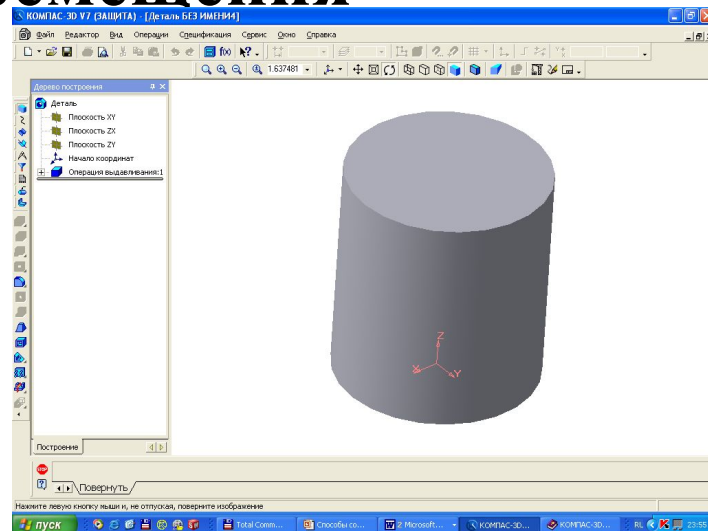 КОМПАС-3D V7 (ЗАЩИТА) - [Деталь БЕЗ ИМЕНИ4]
Файл Редактор Вид Операции Спецификация Сервис Окно Справка
1.637481
Дерево построения
Деталь
Плоскость XY
Плоскость ZX
Плоскость ZY
Начало координат
Операция выдавливания:1
Z
X
Y
Построение
STOP
Повернуть
Нажмите левую кнопку мыши и, не отпуская, поверните изображение
пуск Total Comm... Способы со... 2 Microsoft... КОМПАС-3D... КОМПАС-3D... RL 23:55